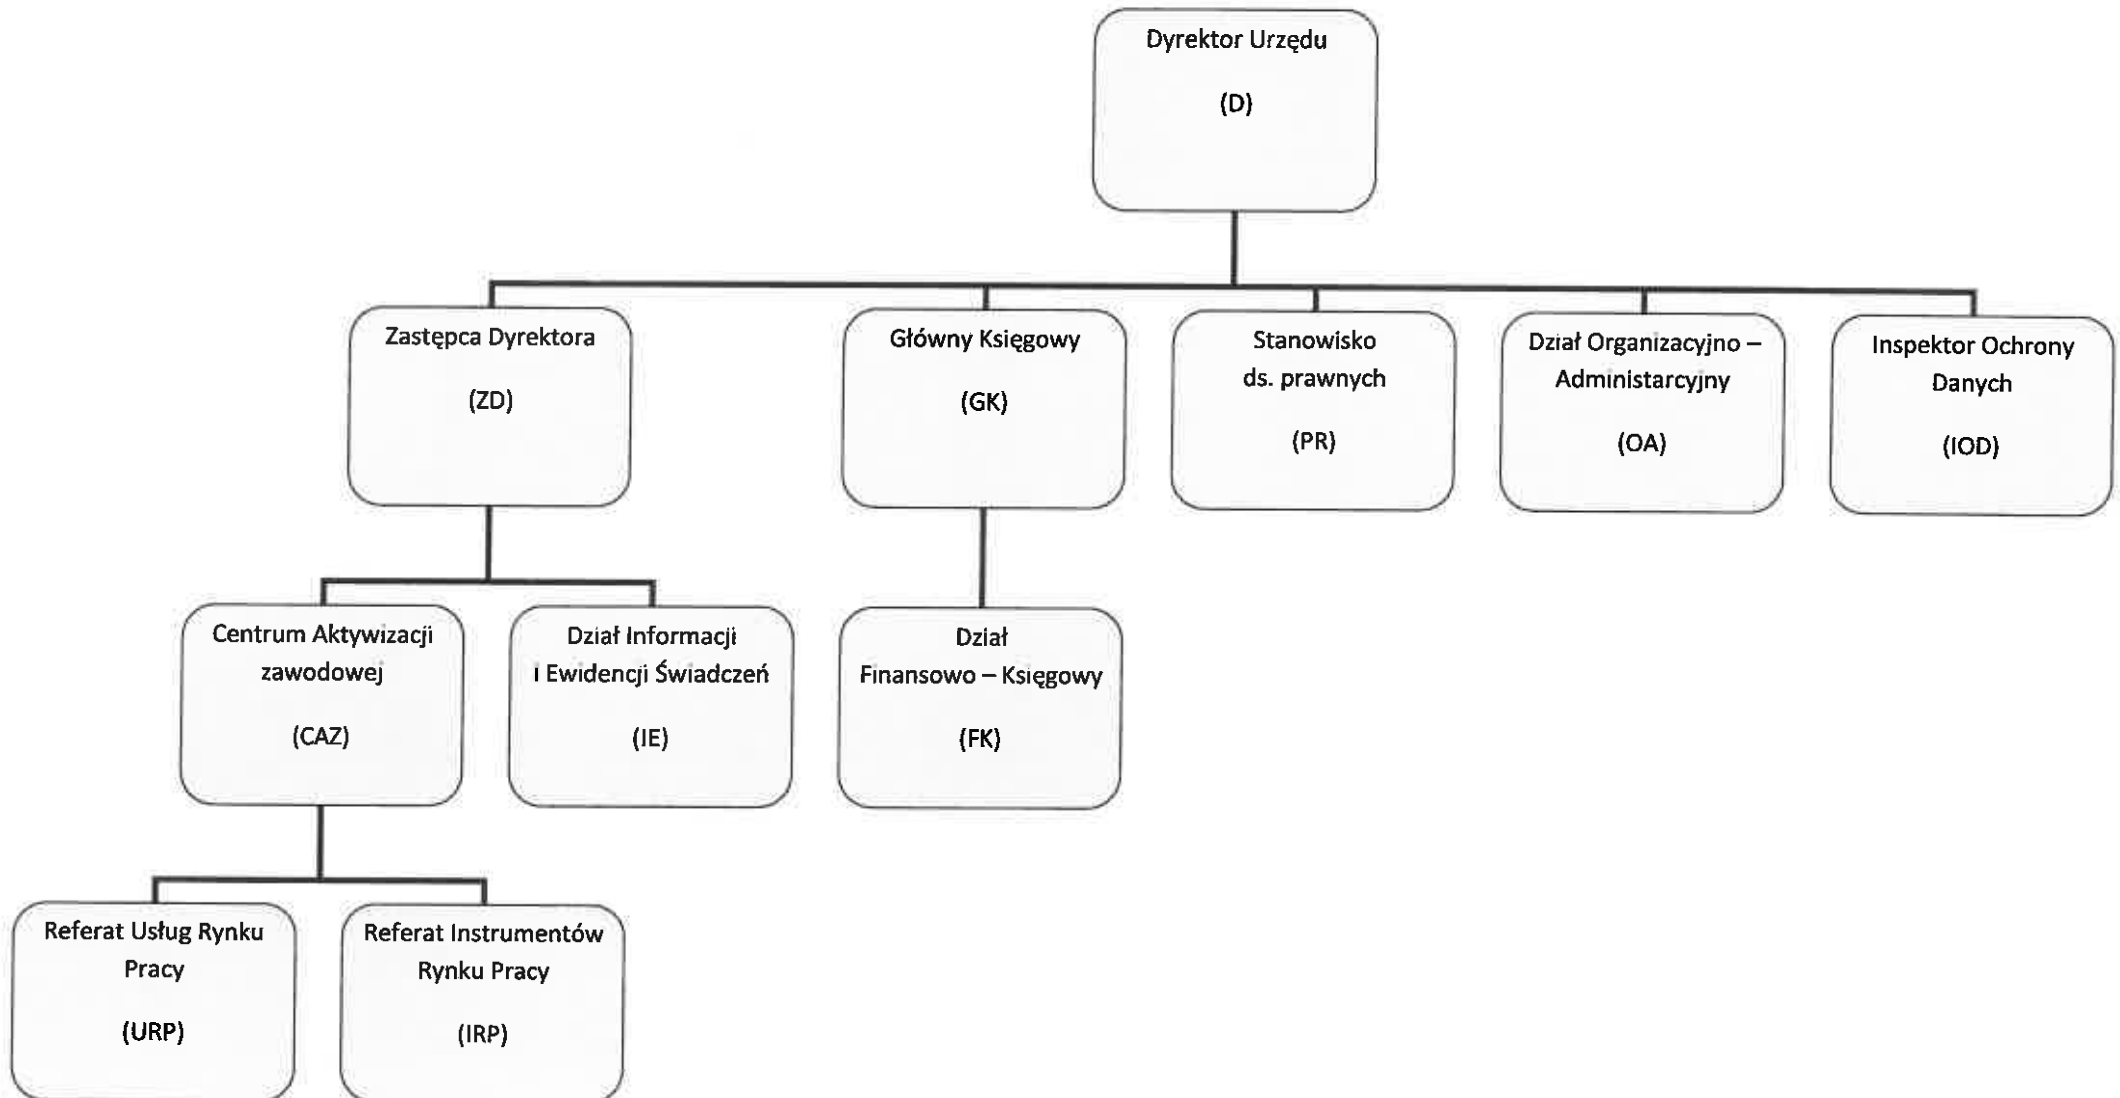 Dyrektor Urzędu
(D)
Zastępca Dyrektora
(ZD)
Główny Księgowy
(GK)
Stanowisko
ds. prawnych
(PR)
Dział Organizacyjno –
Administarcyjny
(OA)
Inspektor Ochrony
Danych
(IOD)
Centrum Aktywizacji
zawodowej
(CAZ)
Dział Informacji
i Ewidencji Świadczeń
(IE)
Dział
Finansowo – Księgowy
(FK)
Referat Usług Rynku
Pracy
(URP)
Referat Instrumentów
Rynku Pracy
(IRP)